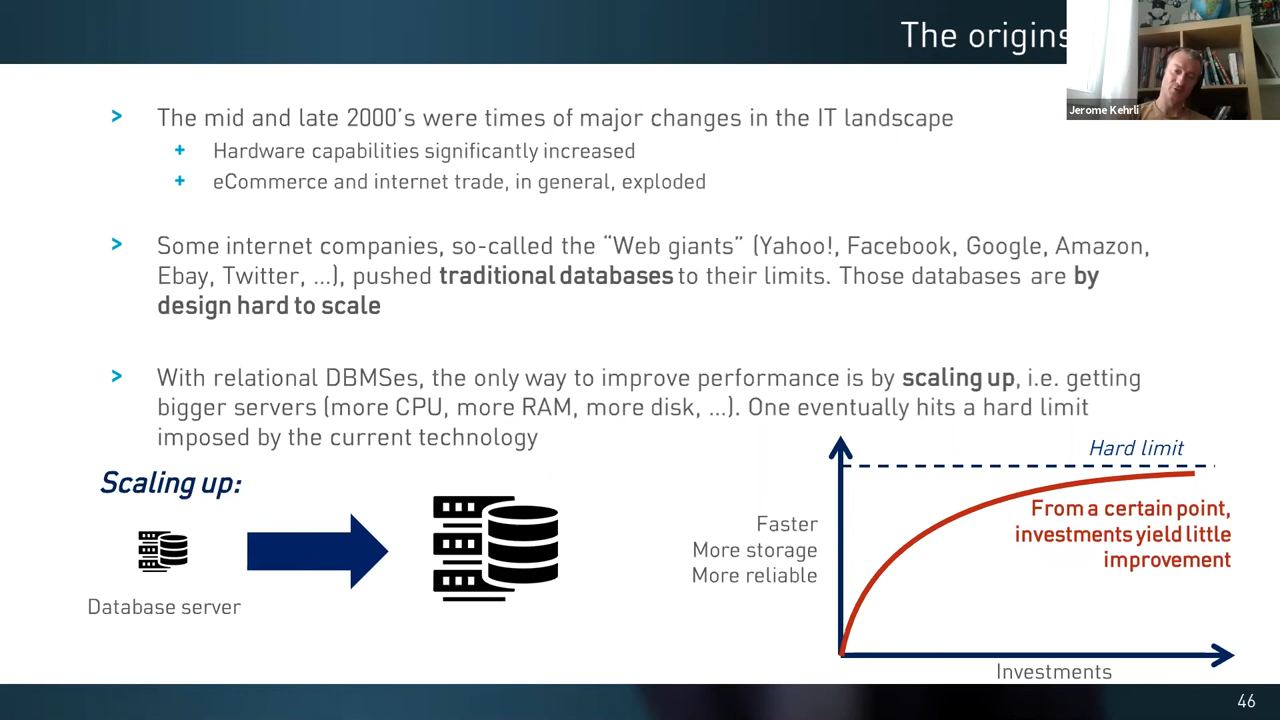 The origins
Jerome Kehrli
> The mid and late 2000's were times of major changes in the IT landscape
+ Hardware capabilities significantly increased
+ eCommerce and internet trade, in general, exploded
> Some internet companies, so-called the “Web giants” (Yahoo!, Facebook, Google, Amazon,
Ebay, Twitter, ...), pushed traditional databases to their limits. Those databases are by
design hard to scale
> With relational DBMSes, the only way to improve performance is by scaling up, i.e. getting
bigger servers (more CPU, more RAM, more disk, ...). One eventually hits a hard limit
imposed by the current technology
Scaling up:
Database server
Hard limit
From a certain point,
investments yield little
improvement
Faster
More storage
More reliable
Investments
46